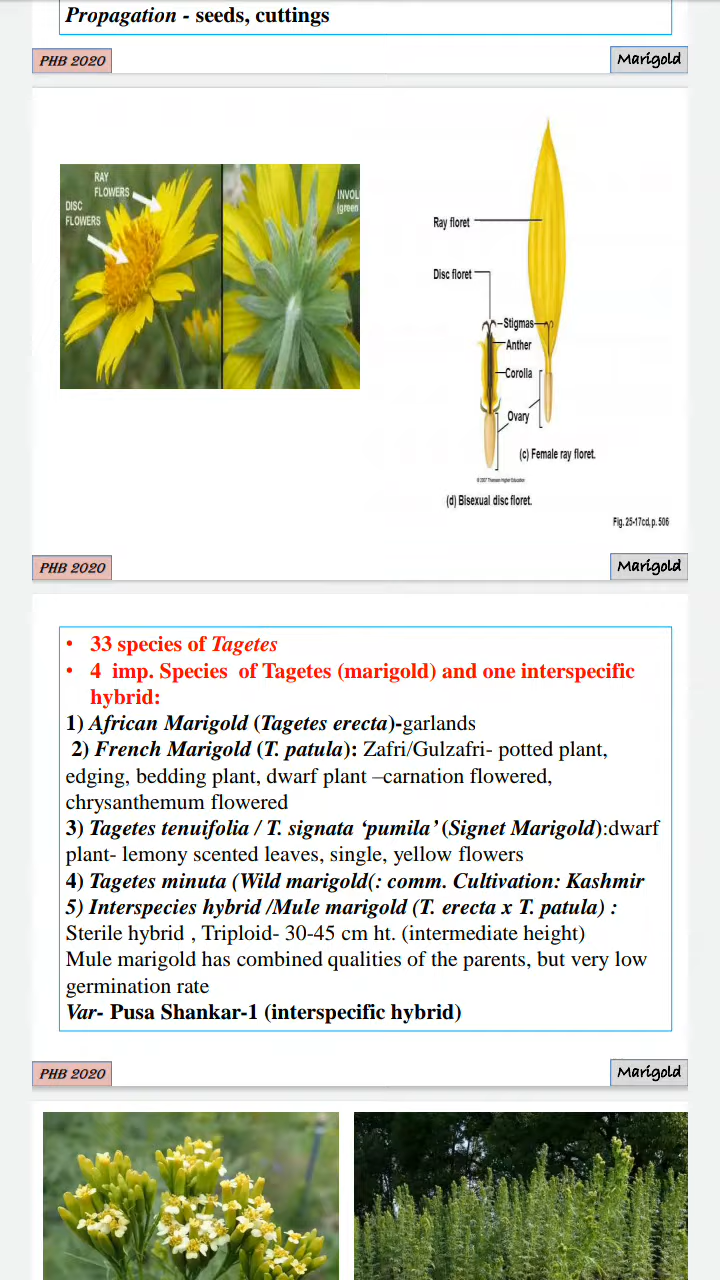 Propagation - seeds, cuttings
PHB 2020
Marigold
RAY
FLOWERS
DISC
FLOWERS
INVOL
(green
Ray floret
Disc floret
Stigmas
Anther
Corolla
Ovary
(c) Female ray floret.
© 2007 Thomson Higher Education
(d) Bisexual disc floret.
Fig. 25-17cd, p. 506
PHB 2020
Marigold
• 33 species of Tagetes
• 4 imp. Species of Tagetes (marigold) and one interspecific
hybrid:
1) African Marigold (Tagetes erecta)-garlands
2) French Marigold (T. patula): Zafri/Gulzafri- potted plant,
edging, bedding plant, dwarf plant –carnation flowered,
chrysanthemum flowered
3) Tagetes tenuifolia / T. signata ‘pumila’ (Signet Marigold):dwarf
plant- lemony scented leaves, single, yellow flowers
4) Tagetes minuta (Wild marigold(: comm. Cultivation: Kashmir
5) Interspecies hybrid /Mule marigold (T. erecta x T. patula) :
Sterile hybrid , Triploid- 30-45 cm ht. (intermediate height)
Mule marigold has combined qualities of the parents, but very low
germination rate
Var- Pusa Shankar-1 (interspecific hybrid)
PHB 2020
Marigold